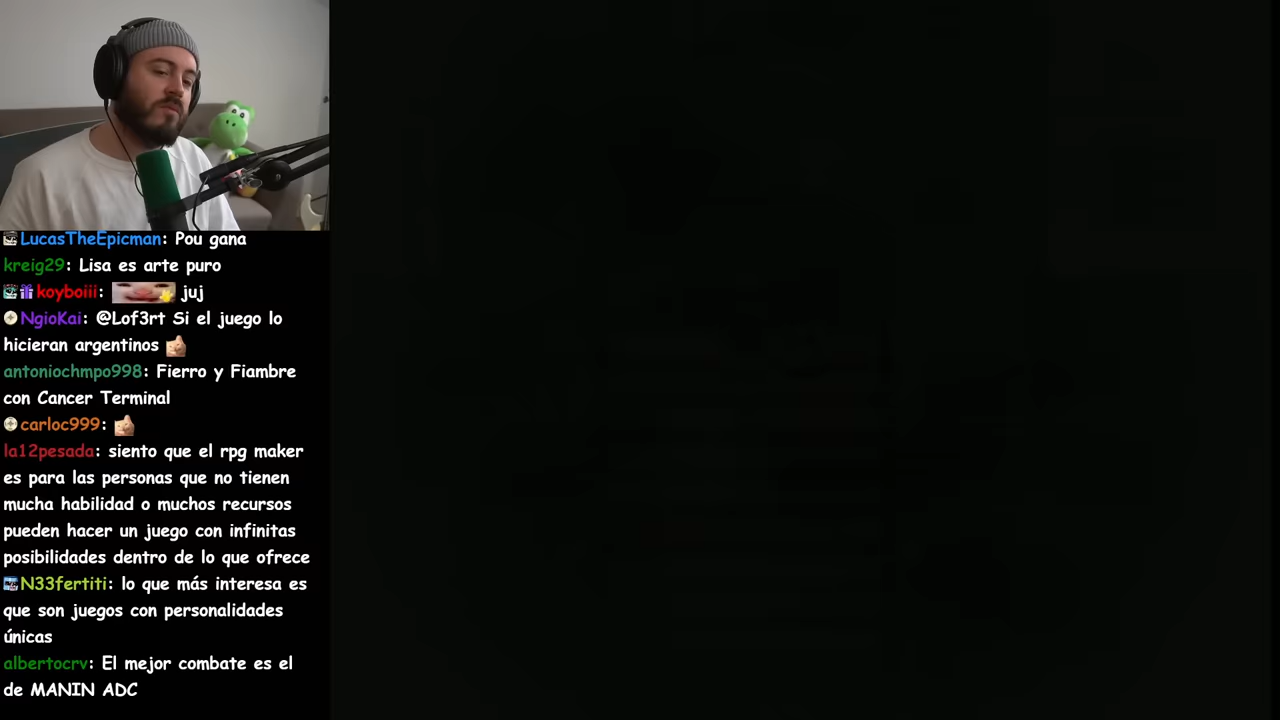 LucasTheEpicman: Pou gana
kreig29: Lisa es arte puro
koyboiii: juj
NgioKai: @Lof3rt Si el juego lo
hicieran argentinos
antoniochmpo998: Fierro y Fiambre
con Cancer Terminal
carloc999:
la12pesada: siento que el rpg maker
es para las personas que no tienen
mucha habilidad o muchos recursos
pueden hacer un juego con infinitas
posibilidades dentro de lo que ofrece
N33fertiti: lo que más interesa es
que son juegos con personalidades
únicas
albertocrv: El mejor combate es el
de MANIN ADC